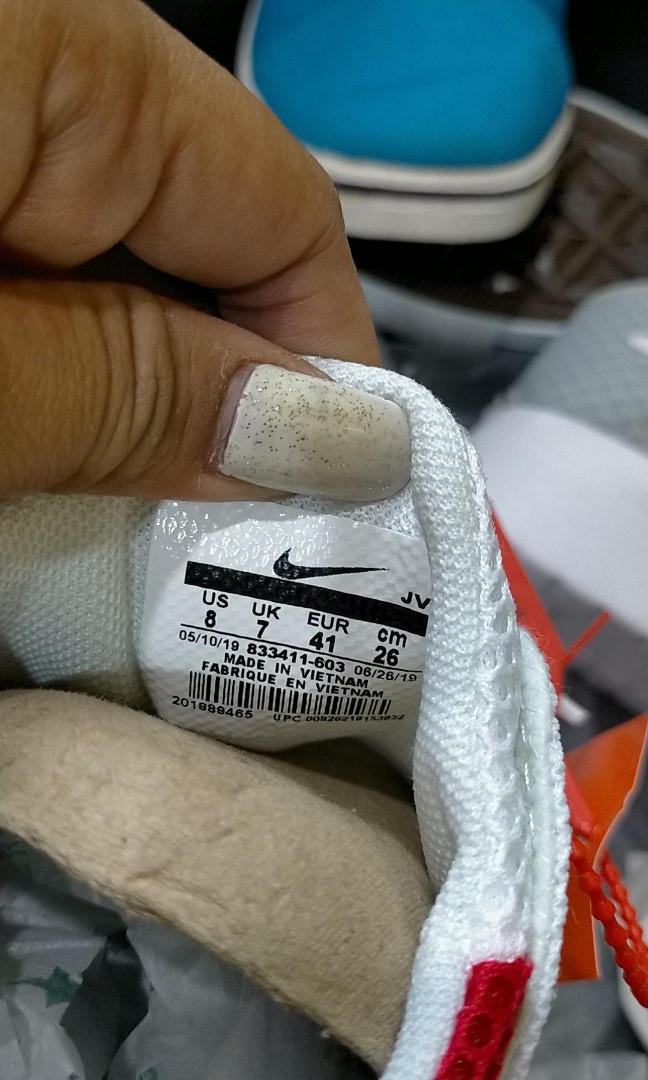 JV
US UK EUR cm
8 7 41 26
05/10/19 833411-603 06/26/19
MADE IN VIETNAM
FABRIQUE EN VIETNAM
201889465 UPC